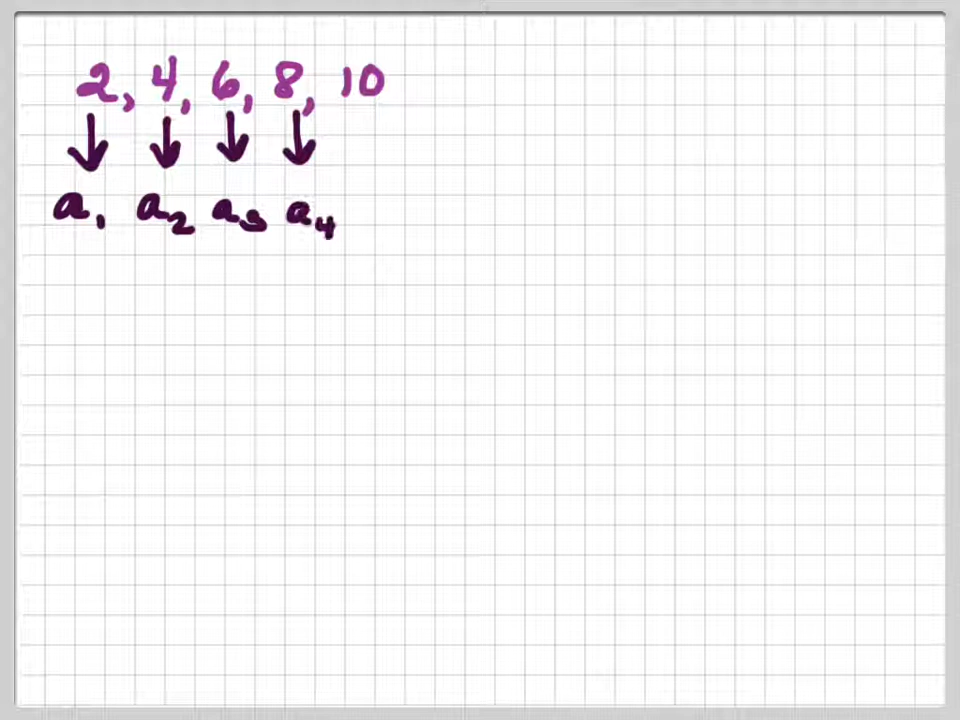 2, 4, 6, 8, 10
a₁ a₂ a₃ a₄